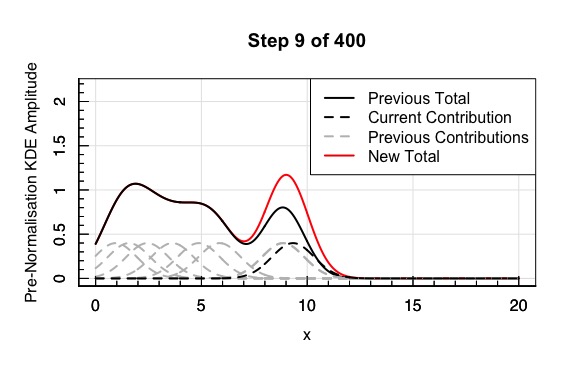 Step 9 of 400
Pre-Normalisation KDE Amplitude
2
1.5
1
0.5
0
Previous Total
Current Contribution
Previous Contributions
New Total
0 5 10 15 20
x